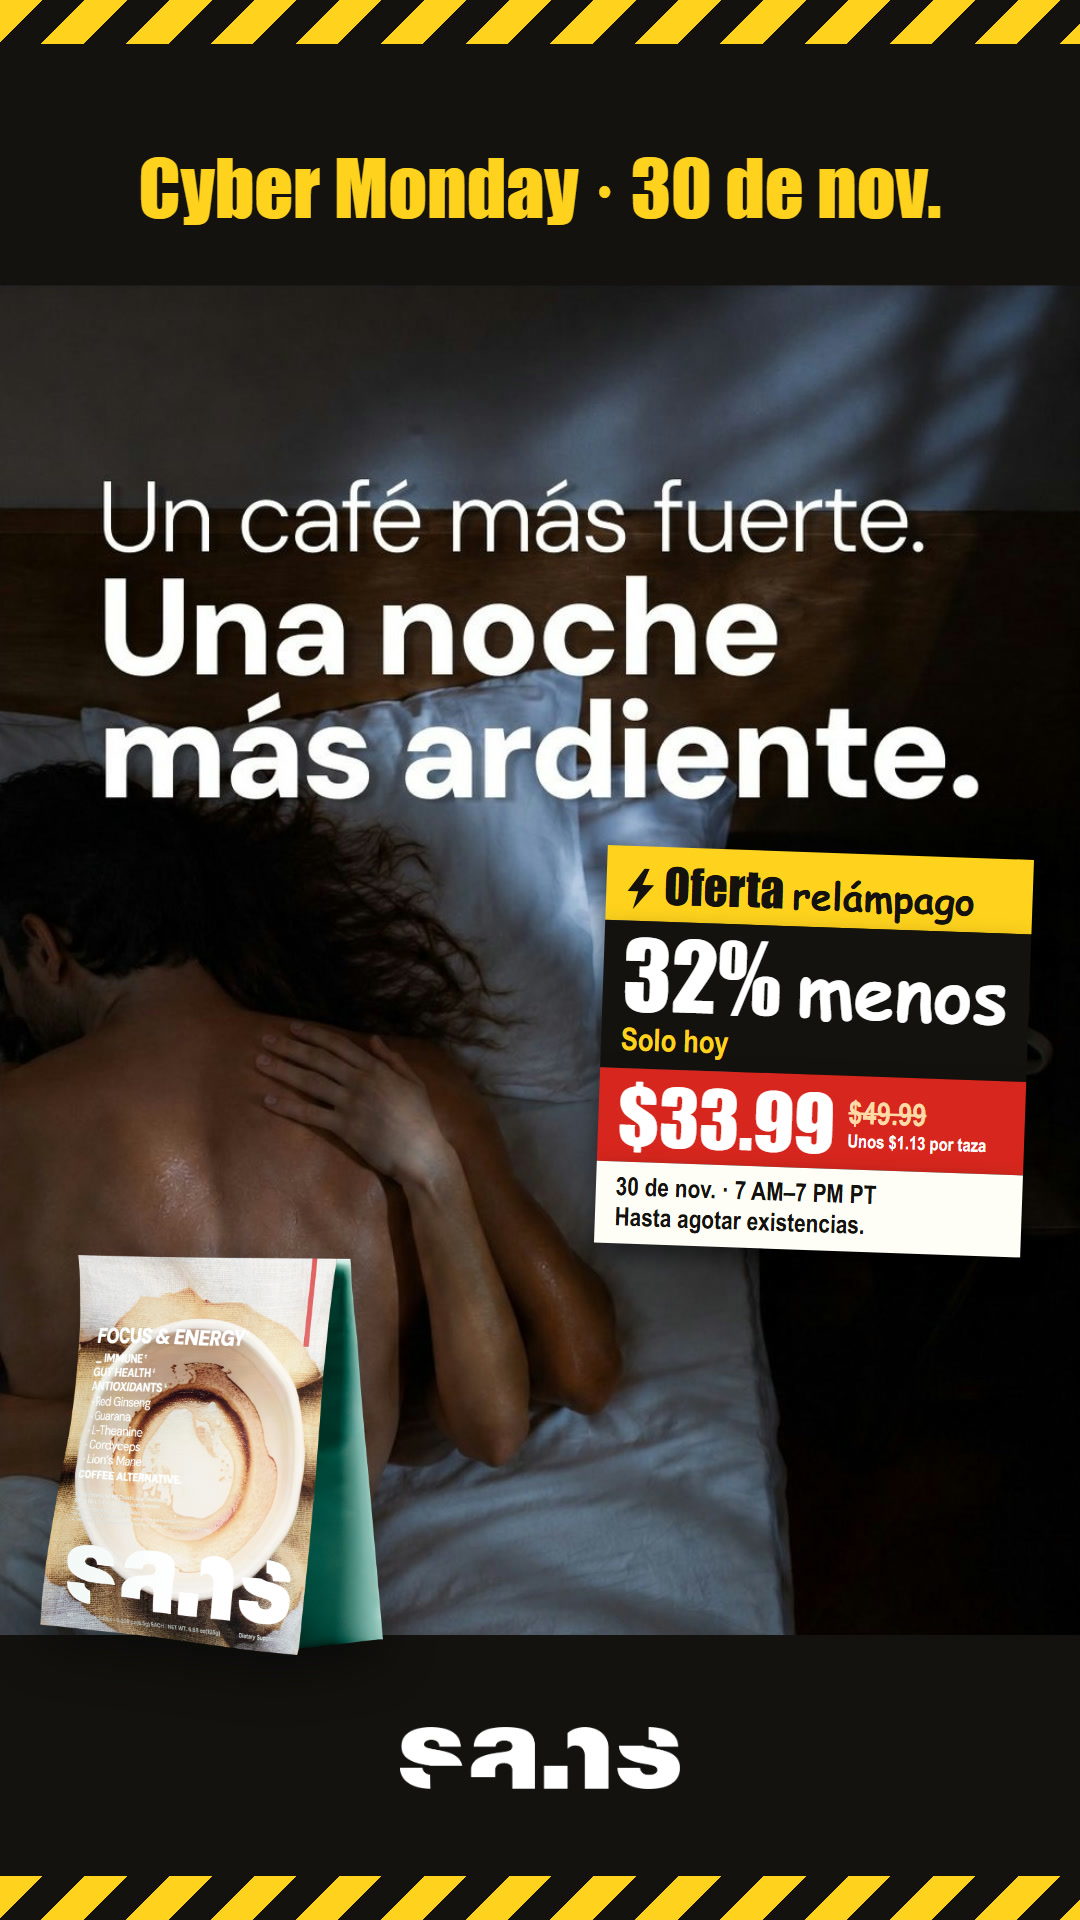 Cyber Monday · 30 de nov.
Un café más fuerte.
Una noche
más ardiente.
Oferta relámpago
32% menos
Solo hoy
$33.99 $49.99
Unos $1.13 por taza
30 de nov. · 7 AM–7 PM PT
Hasta agotar existencias.
FOCUS & ENERGY
IMMUNE
GUT HEALTH
ANTIOXIDANTS
Red Ginseng
Guarana
L-Theanine
Cordyceps
Lion's Mane
COFFEE ALTERNATIVE.
sans
sans